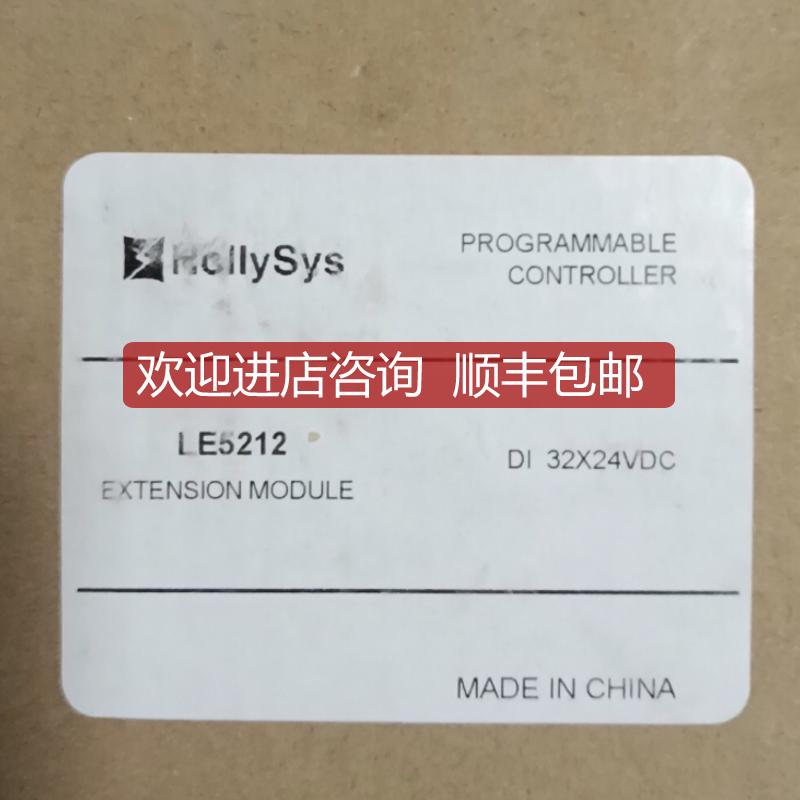 HollySys
PROGRAMMABLE
CONTROLLER
欢迎进店咨询 顺丰包邮
LE5212
EXTENSION MODULE
DI 32X24VDC
MADE IN CHINA